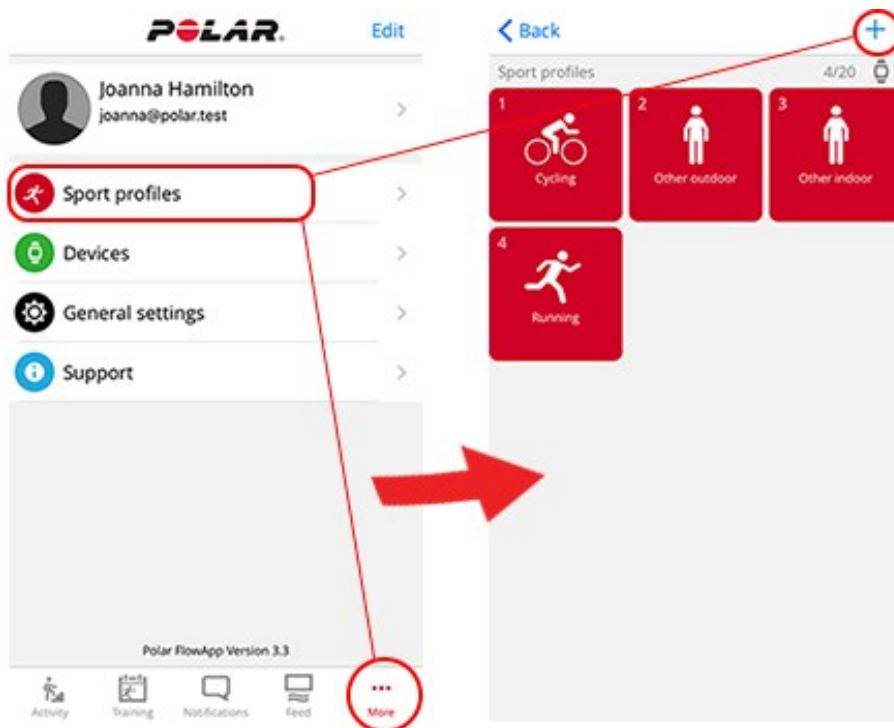 POLAR.
Edit
Joanna Hamilton
joanna@polar.test
Sport profiles
Devices
General settings
Support
Polar FlowApp Version 3.3
Activity
Training
Notifications
Feed
More
Back
Sport profiles
4/20
1
Cycling
2
Other outdoor
3
Other indoor
4
Running